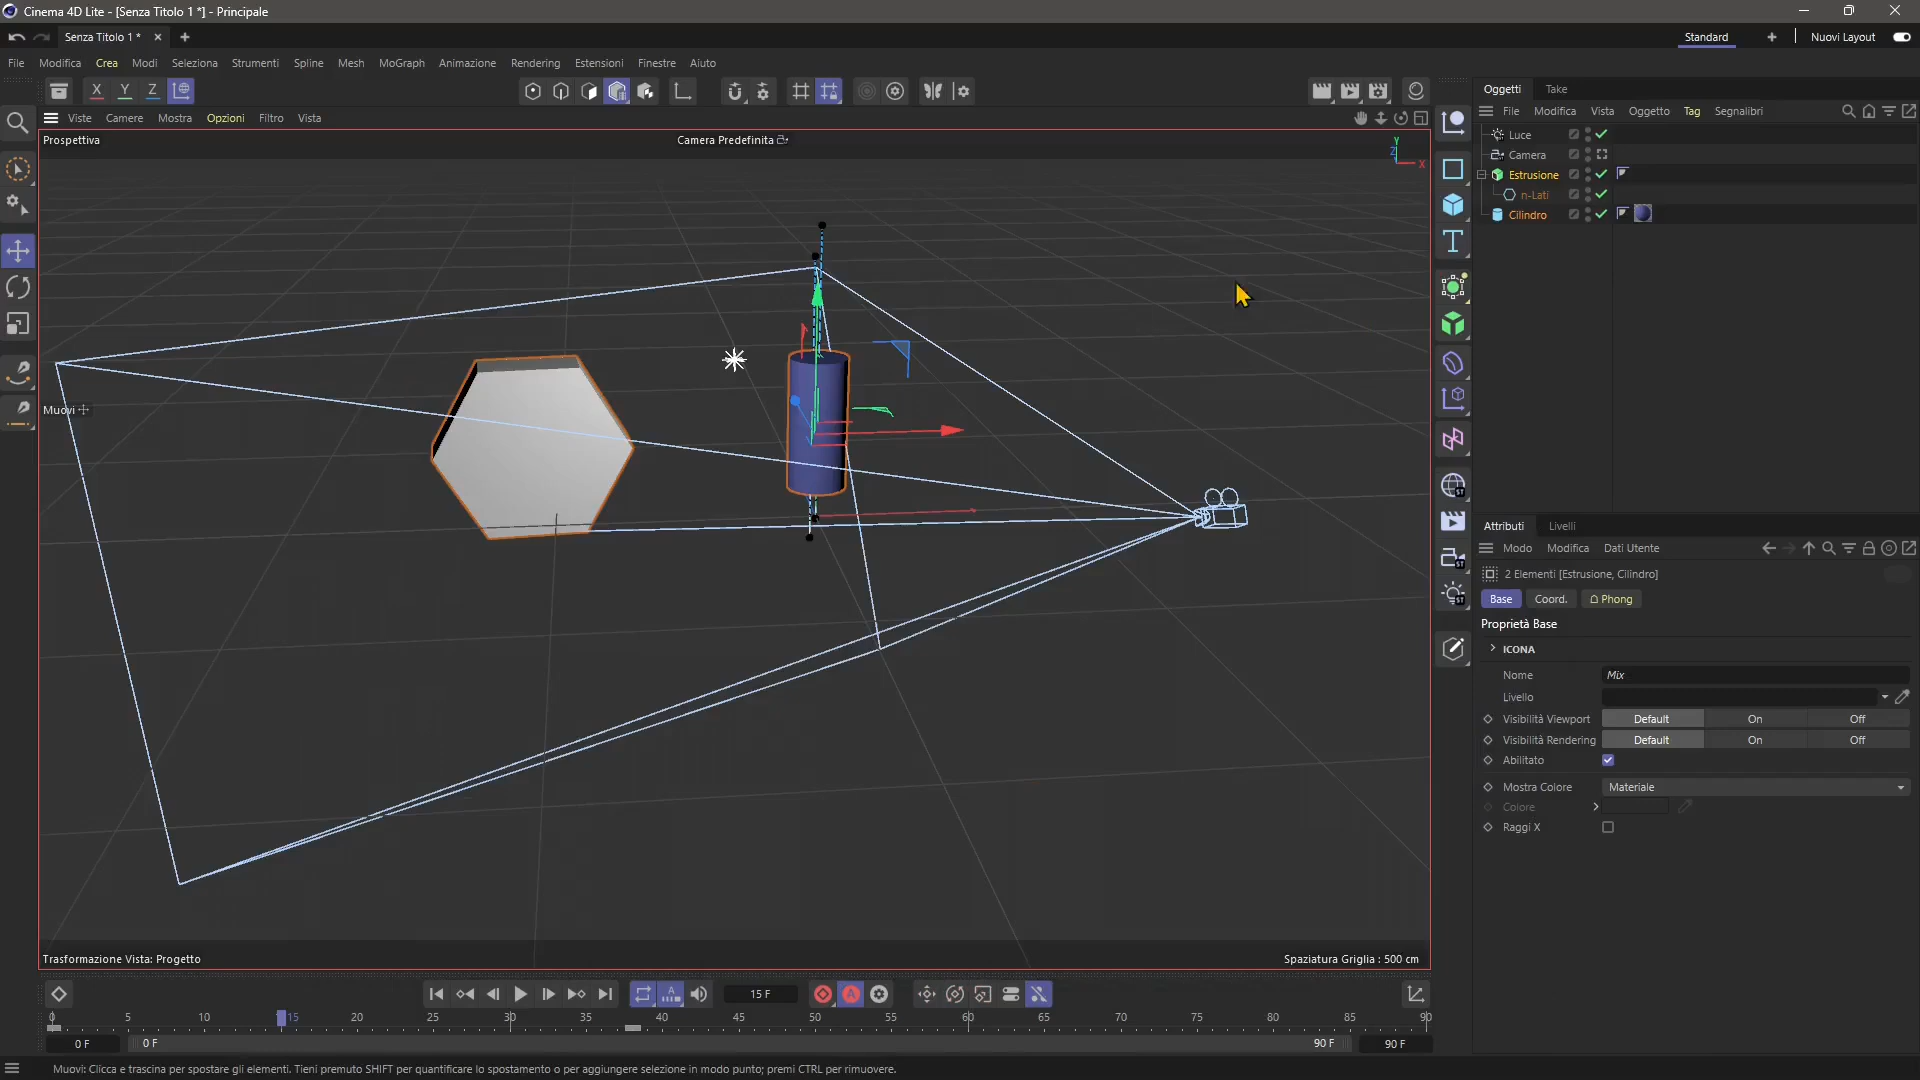 Cinema 4D Lite - [Senza Titolo 1 *] - Principale
Senza Titolo 1 *
Standard
Nuovi Layout
File Modifica Crea Modi Seleziona Strumenti Spline Mesh MoGraph Animazione Rendering Estensioni Finestre Aiuto
X Y Z
Viste Camere Mostra Opzioni Filtro Vista
Prospettiva
Camera Predefinita
Y
Z
X
Muovi
Trasformazione Vista: Progetto
Spaziatura Griglia : 500 cm
Oggetti Take
File Modifica Vista Oggetto Tag Segnalibri
Luce
Camera
Estrusione
n-Lati
Cilindro
Attributi Livelli
Modo Modifica Dati Utente
2 Elementi [Estrusione, Cilindro]
Base Coord. Phong
Proprietà Base
ICONA
Nome Mix
Livello
Visibilità Viewport Default On Off
Visibilità Rendering Default On Off
Abilitato
Mostra Colore Materiale
Colore
Raggi X
15 F
0 5 10 15 20 25 30 35 40 45 50 55 60 65 70 75 80 85 90
0 F 0 F 90 F 90 F
Muovi: Clicca e trascina per spostare gli elementi. Tieni premuto SHIFT per quantificare lo spostamento o per aggiungere selezione in modo punto; premi CTRL per rimuovere.